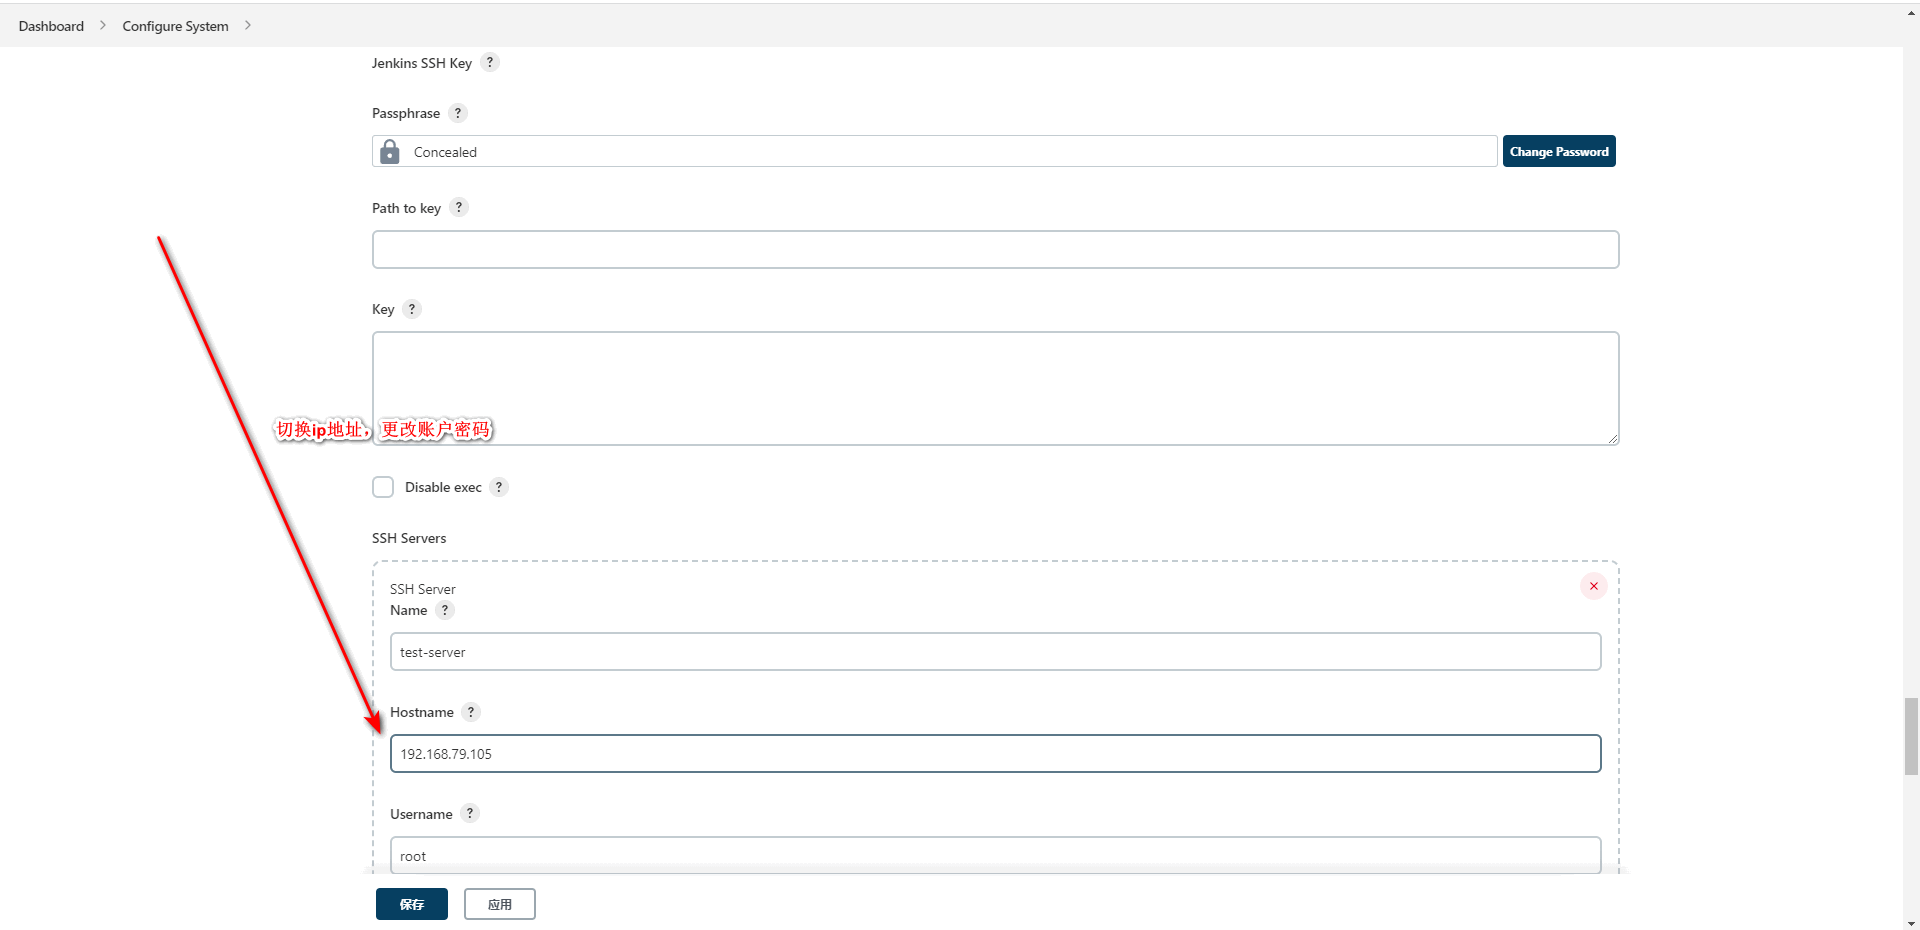 Dashboard > Configure System >
Jenkins SSH Key ?
Passphrase ?
Concealed
Change Password
Path to key ?
Key ?
切换ip地址，更改账户密码
Disable exec ?
SSH Servers
SSH Server
Name ?
test-server
Hostname ?
192.168.79.105
Username ?
root
保存
应用